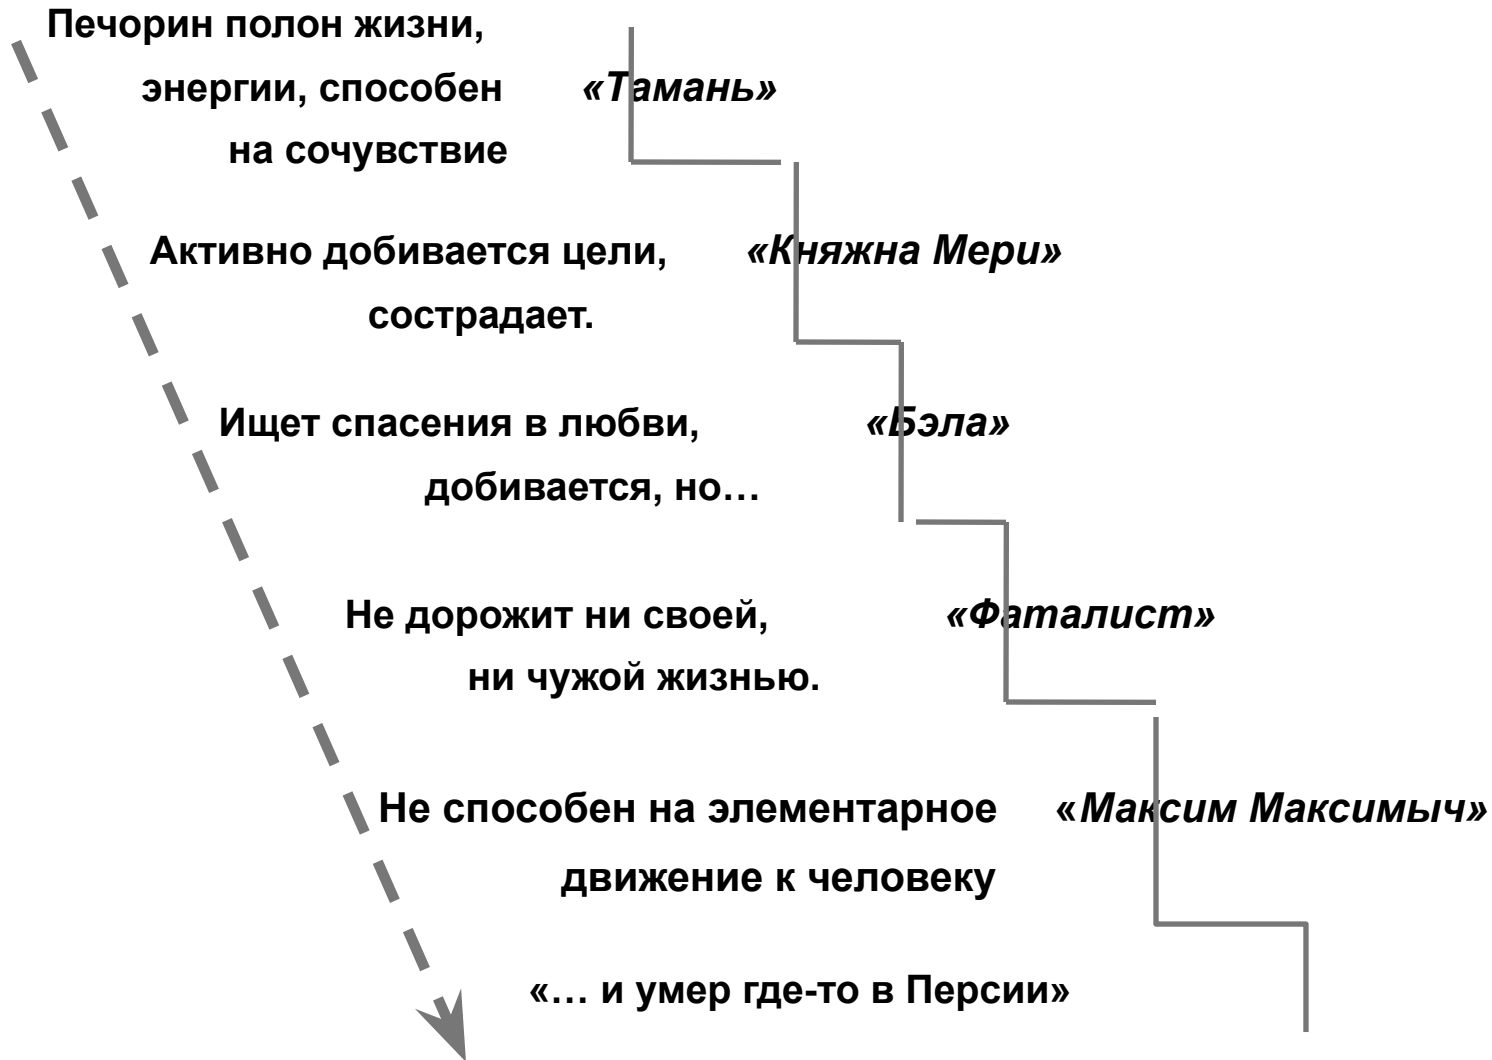 Печорин полон жизни,
энергии, способен «Тамань»
на сочувствие
Активно добивается цели, «Княжна Мери»
сострадает.
Ищет спасения в любви, «Бэла»
добивается, но…
Не дорожит ни своей, «Фаталист»
ни чужой жизнью.
Не способен на элементарное «Максим Максимыч»
движение к человеку
«… и умер где-то в Персии»